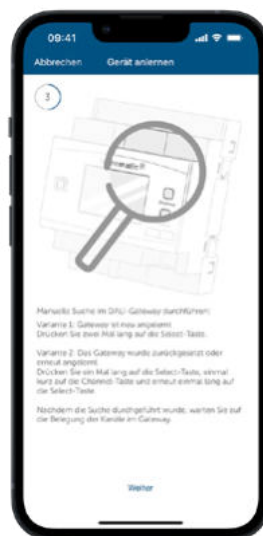 09:41
Abbrechen Gerät anlernen
3
Manuelle Suche im DALI-Gateway durchführen:
Variante 1: Gateway ist neu angelernt
Drücken Sie zwei Mal lang auf die Select-Taste.
Variante 2: Das Gateway wurde zurückgesetzt oder
erneut angelernt
Drücken Sie ein Mal lang auf die Select-Taste, einmal
kurz auf die Channel-Taste und erneut einmal lang auf
die Select-Taste
Nachdem die Suche durchgeführt wurde, warten Sie auf
die Belegung der Kanäle im Gateway.
Weiter